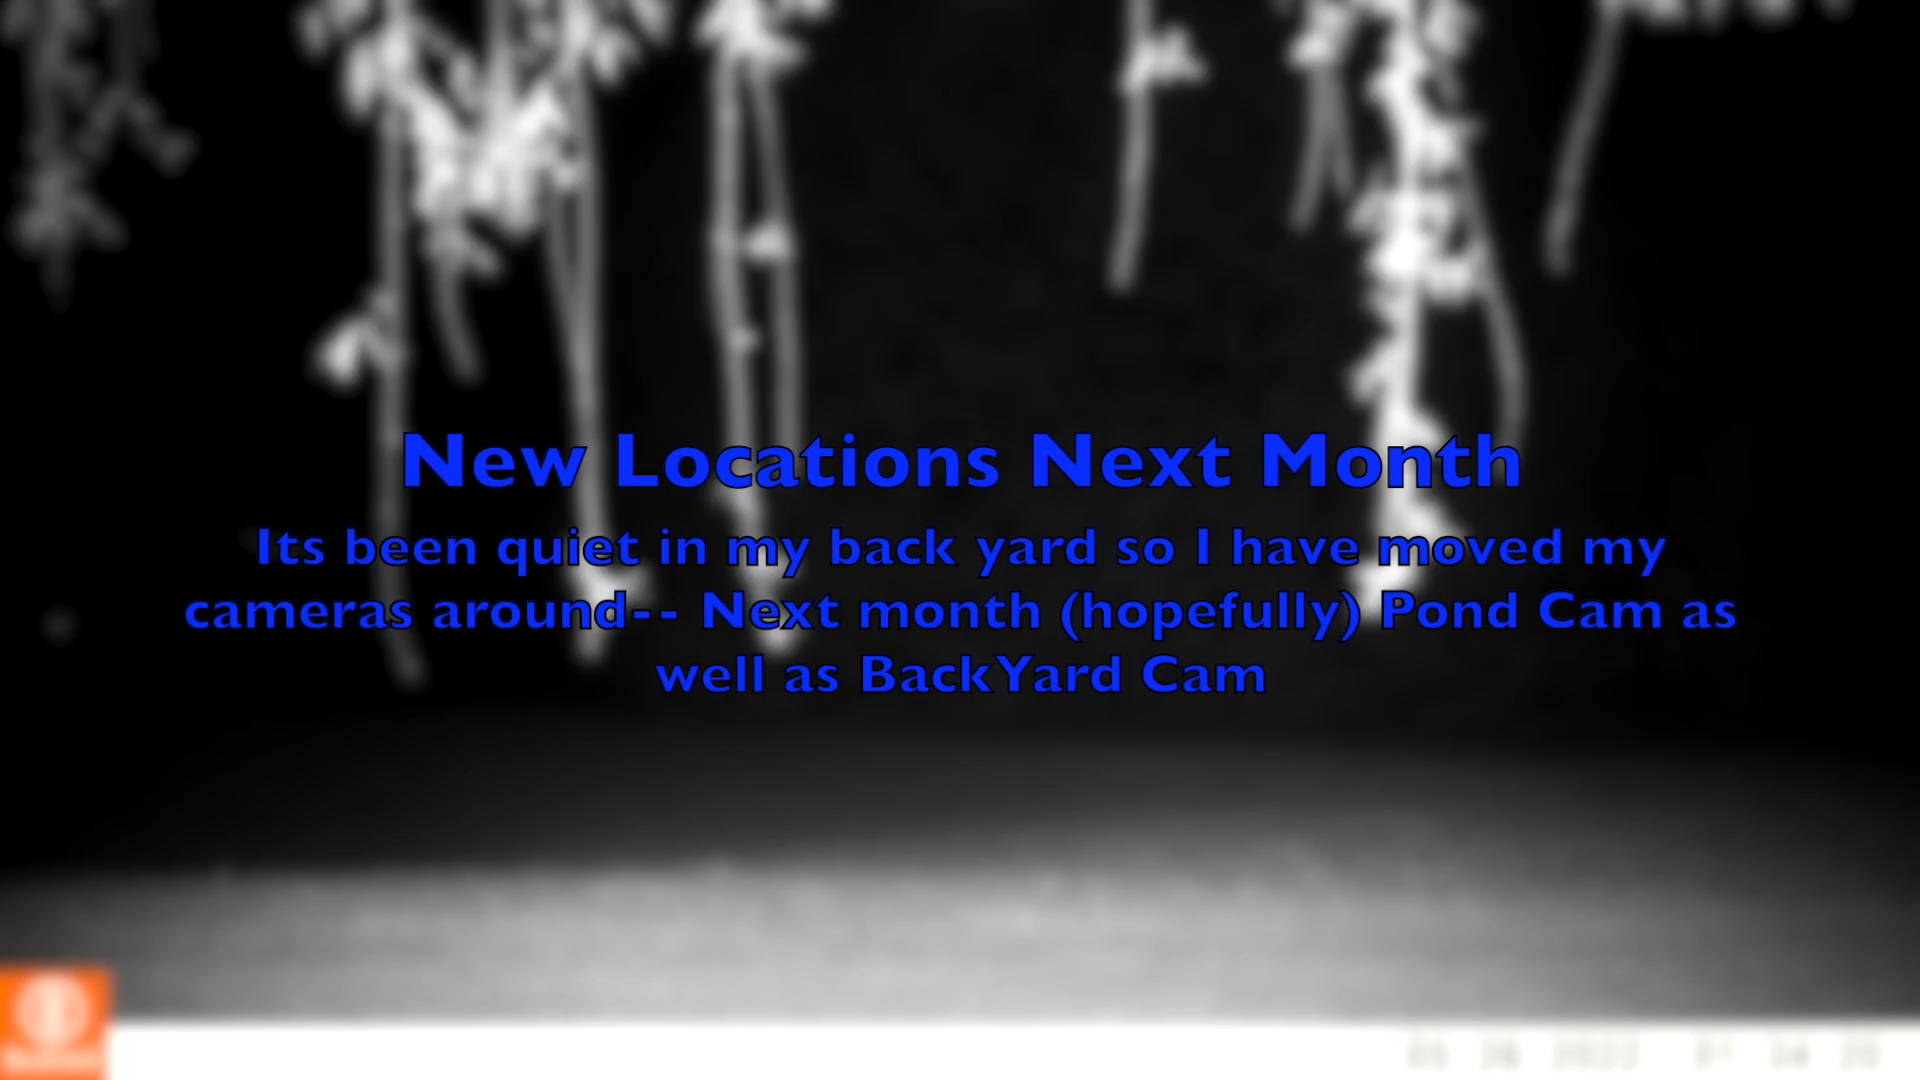 New Locations Next Month
Its been quiet in my back yard so I have moved my
cameras around-- Next month (hopefully) Pond Cam as
well as BackYard Cam